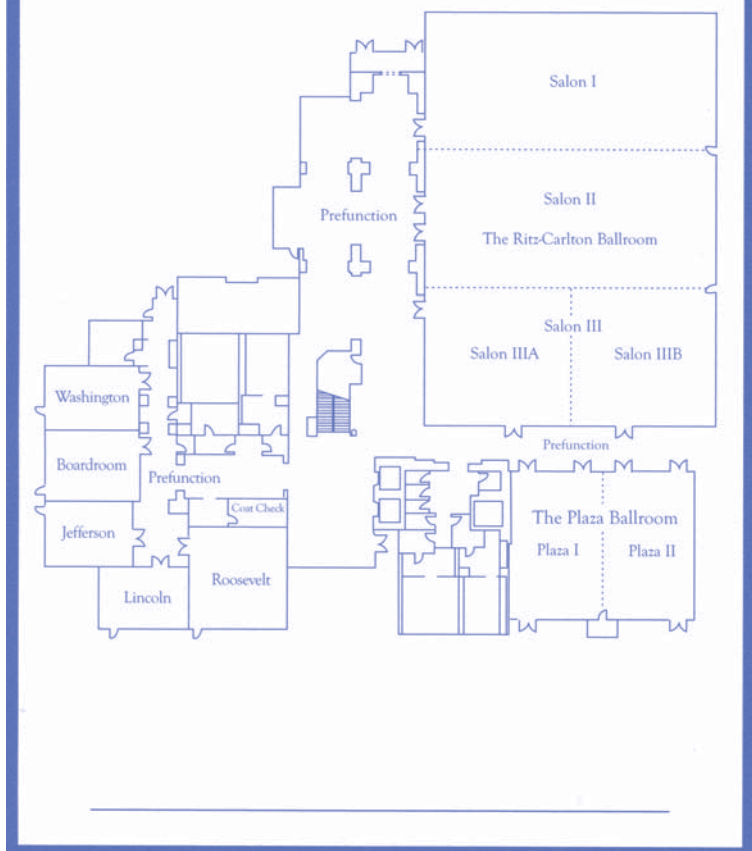 Salon I
Salon II
Prefunction
The Ritz-Carlton Ballroom
Salon III
Salon IIIA
Salon IIIB
Washington
Prefunction
Boardroom
Prefunction
Coat Check
The Plaza Ballroom
Jefferson
Plaza I
Plaza II
Roosevelt
Lincoln